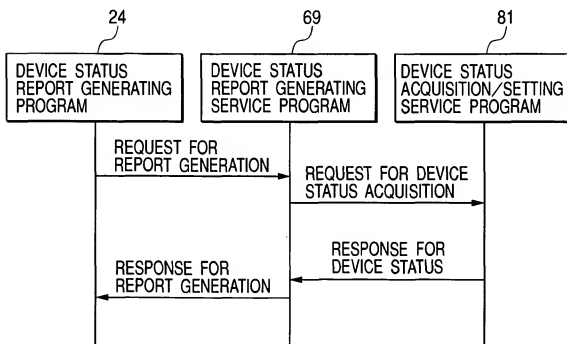 24
69
81
DEVICE STATUS
REPORT GENERATING
PROGRAM
DEVICE STATUS
REPORT GENERATING
SERVICE PROGRAM
DEVICE STATUS
ACQUISITION/SETTING
SERVICE PROGRAM
REQUEST FOR
REPORT GENERATION
REQUEST FOR DEVICE
STATUS ACQUISITION
RESPONSE FOR
DEVICE STATUS
RESPONSE FOR
REPORT GENERATION